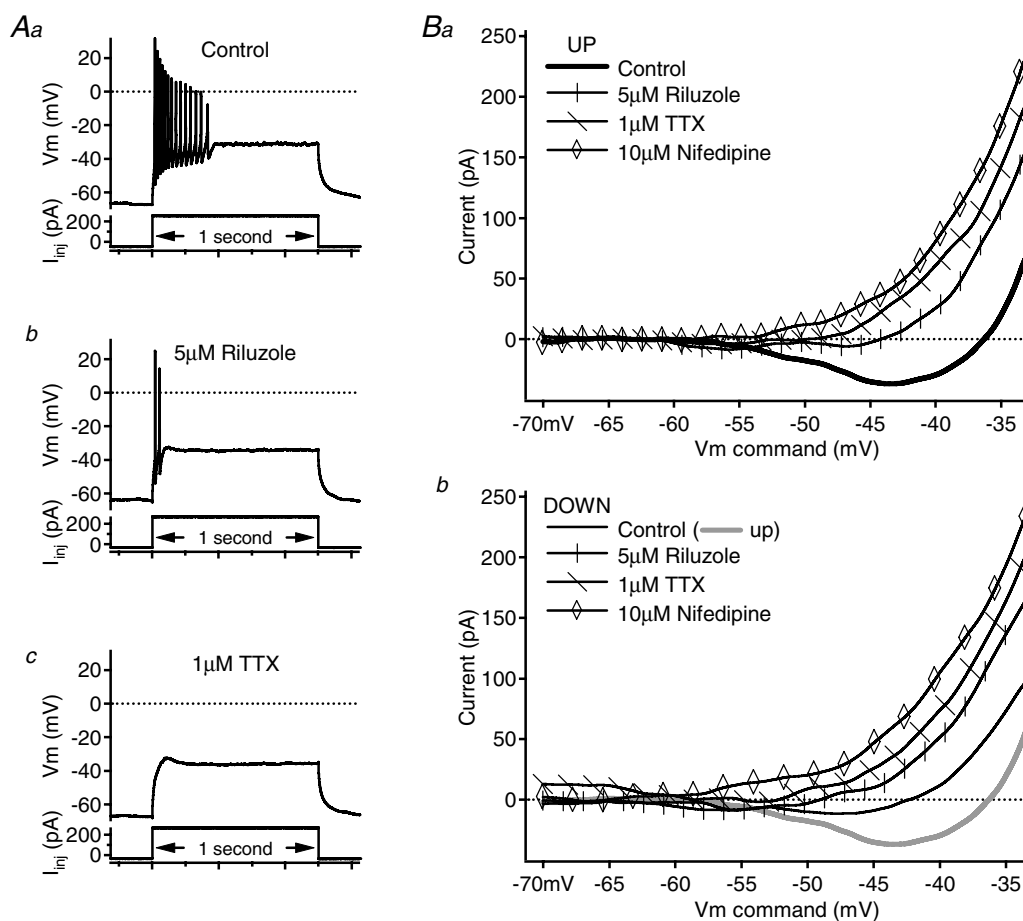 Aa
Control
20
0
-20
-40
-60
Vm (mV)
200
0
Iinj (pA)
1 second
b
5µM Riluzole
20
0
-20
-40
-60
Vm (mV)
200
0
Iinj (pA)
1 second
c
1µM TTX
20
0
-20
-40
-60
Vm (mV)
200
0
Iinj (pA)
1 second
Ba
UP
Control
5µM Riluzole
1µM TTX
10µM Nifedipine
250
200
150
100
50
0
Current (pA)
-70mV -65 -60 -55 -50 -45 -40 -35
Vm command (mV)
b
DOWN
Control ( up)
5µM Riluzole
1µM TTX
10µM Nifedipine
250
200
150
100
50
0
Current (pA)
-70mV -65 -60 -55 -50 -45 -40 -35
Vm command (mV)